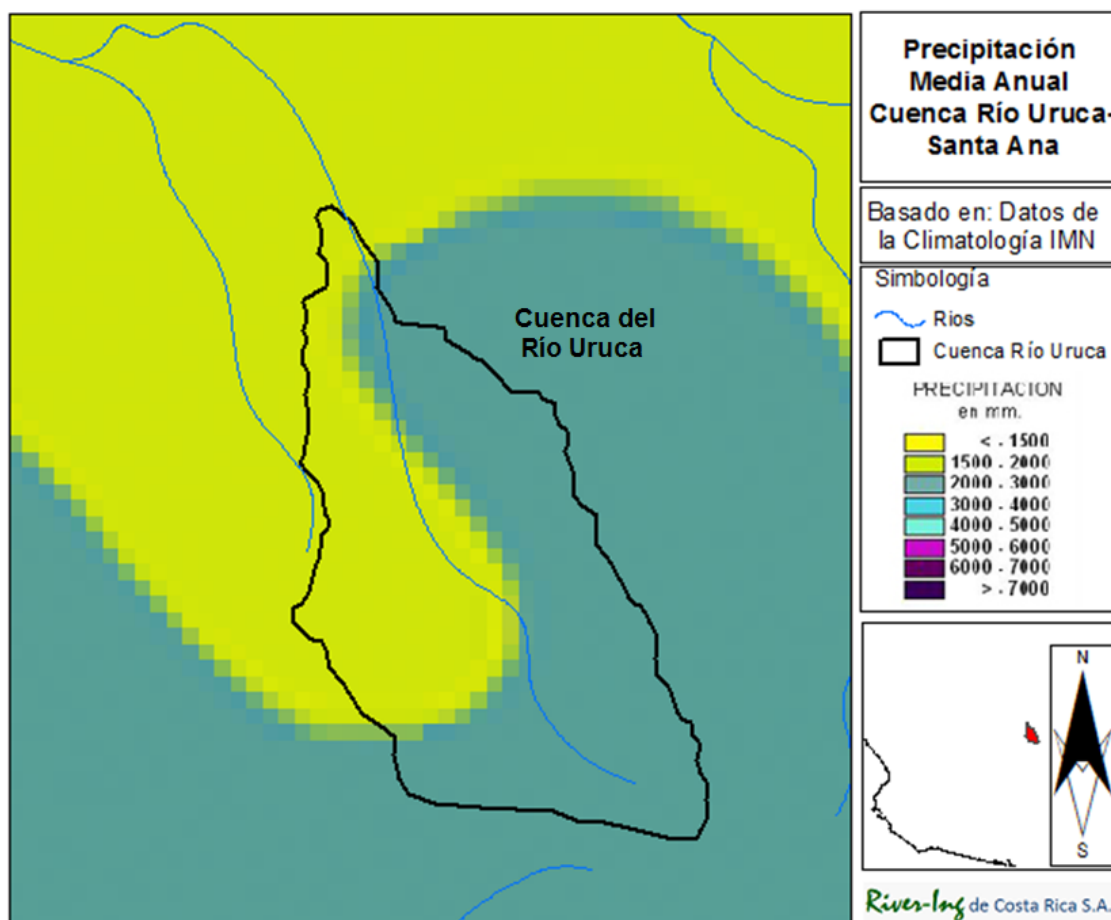 Precipitación
Media Anual
Cuenca Río Uruca-
Santa Ana
Basado en: Datos de
la Climatología IMN
Simbología
Rios
Cuenca Río Uruca
PRECIPITACION
en mm.
< - 1500
1500 - 2000
2000 - 3000
3000 - 4000
4000 - 5000
5000 - 6000
6000 - 7000
> - 7000
Cuenca del
Río Uruca
N
S
River-Ing de Costa Rica S.A.